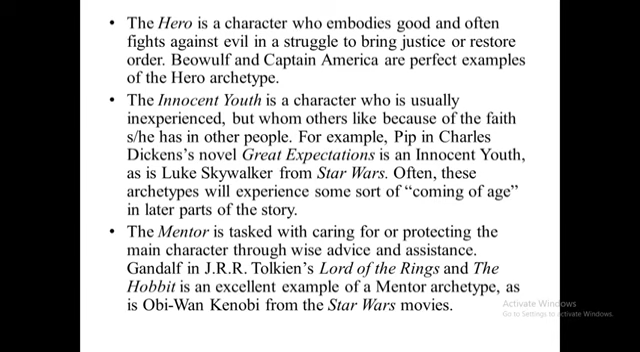 • The Hero is a character who embodies good and often
fights against evil in a struggle to bring justice or restore
order. Beowulf and Captain America are perfect examples
of the Hero archetype.
• The Innocent Youth is a character who is usually
inexperienced, but whom others like because of the faith
s/he has in other people. For example, Pip in Charles
Dickens's novel Great Expectations is an Innocent Youth,
as is Luke Skywalker from Star Wars. Often, these
archetypes will experience some sort of “coming of age”
in later parts of the story.
• The Mentor is tasked with caring for or protecting the
main character through wise advice and assistance.
Gandalf in J.R.R. Tolkien's Lord of the Rings and The
Hobbit is an excellent example of a Mentor archetype, as
is Obi-Wan Kenobi from the Star Wars movies.
Activate Windows
Go to Settings to activate Windows.